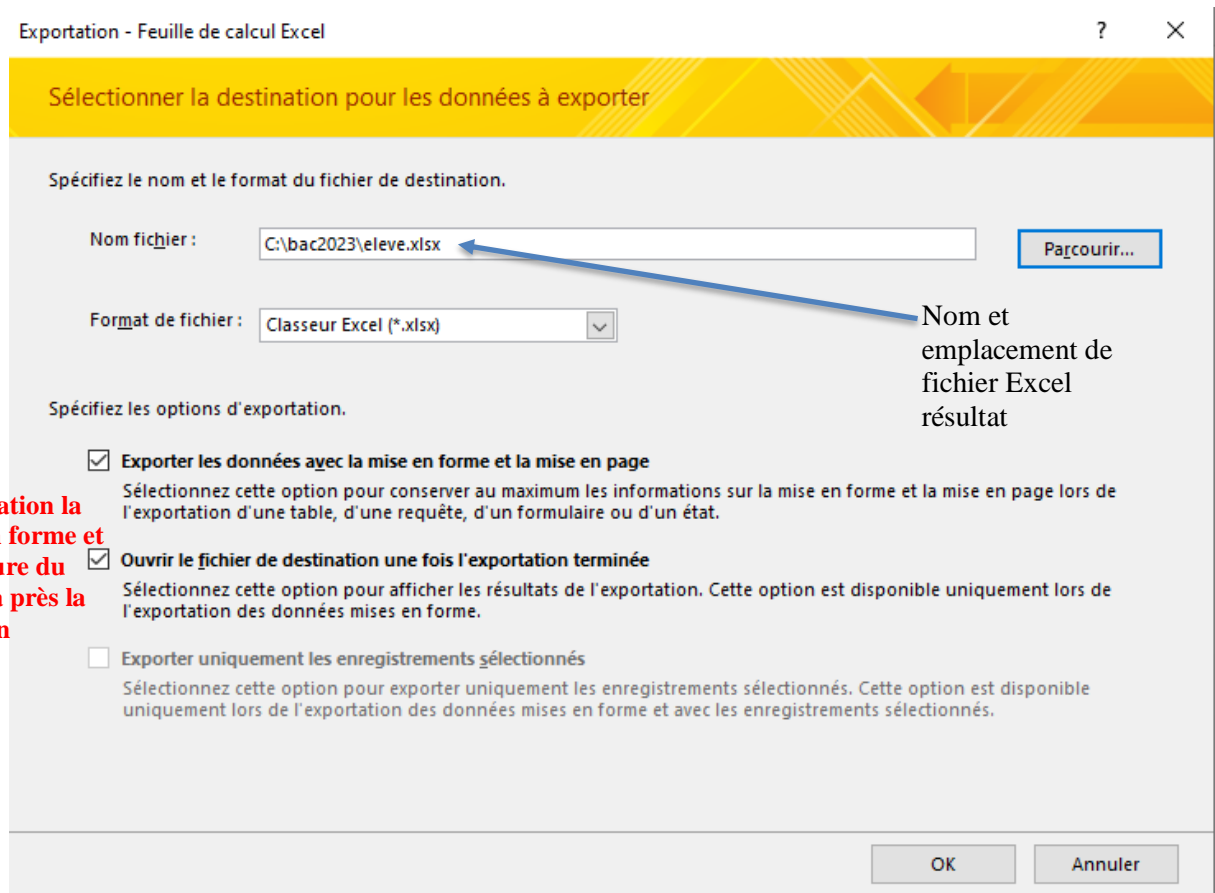 Exportation - Feuille de calcul Excel ?
Sélectionner la destination pour les données à exporter
Spécifiez le nom et le format du fichier de destination.
Nom fichier : C:\bac2023\eleve.xlsx Parcourir...
Nom et
emplacement de
fichier Excel
résultat
Format de fichier : Classeur Excel (*.xlsx)
Spécifiez les options d'exportation.
Exporter les données avec la mise en forme et la mise en page
Sélectionnez cette option pour conserver au maximum les informations sur la mise en forme et la mise en page lors de
l'exportation d'une table, d'une requête, d'un formulaire ou d'un état.
la
forme et
du
près la
Ouvrir le fichier de destination une fois l'exportation terminée
Sélectionnez cette option pour afficher les résultats de l'exportation. Cette option est disponible uniquement lors de
l'exportation des données mises en forme.
Exporter uniquement les enregistrements sélectionnés
Sélectionnez cette option pour exporter uniquement les enregistrements sélectionnés. Cette option est disponible
uniquement lors de l'exportation des données mises en forme et avec les enregistrements sélectionnés.
OK Annuler